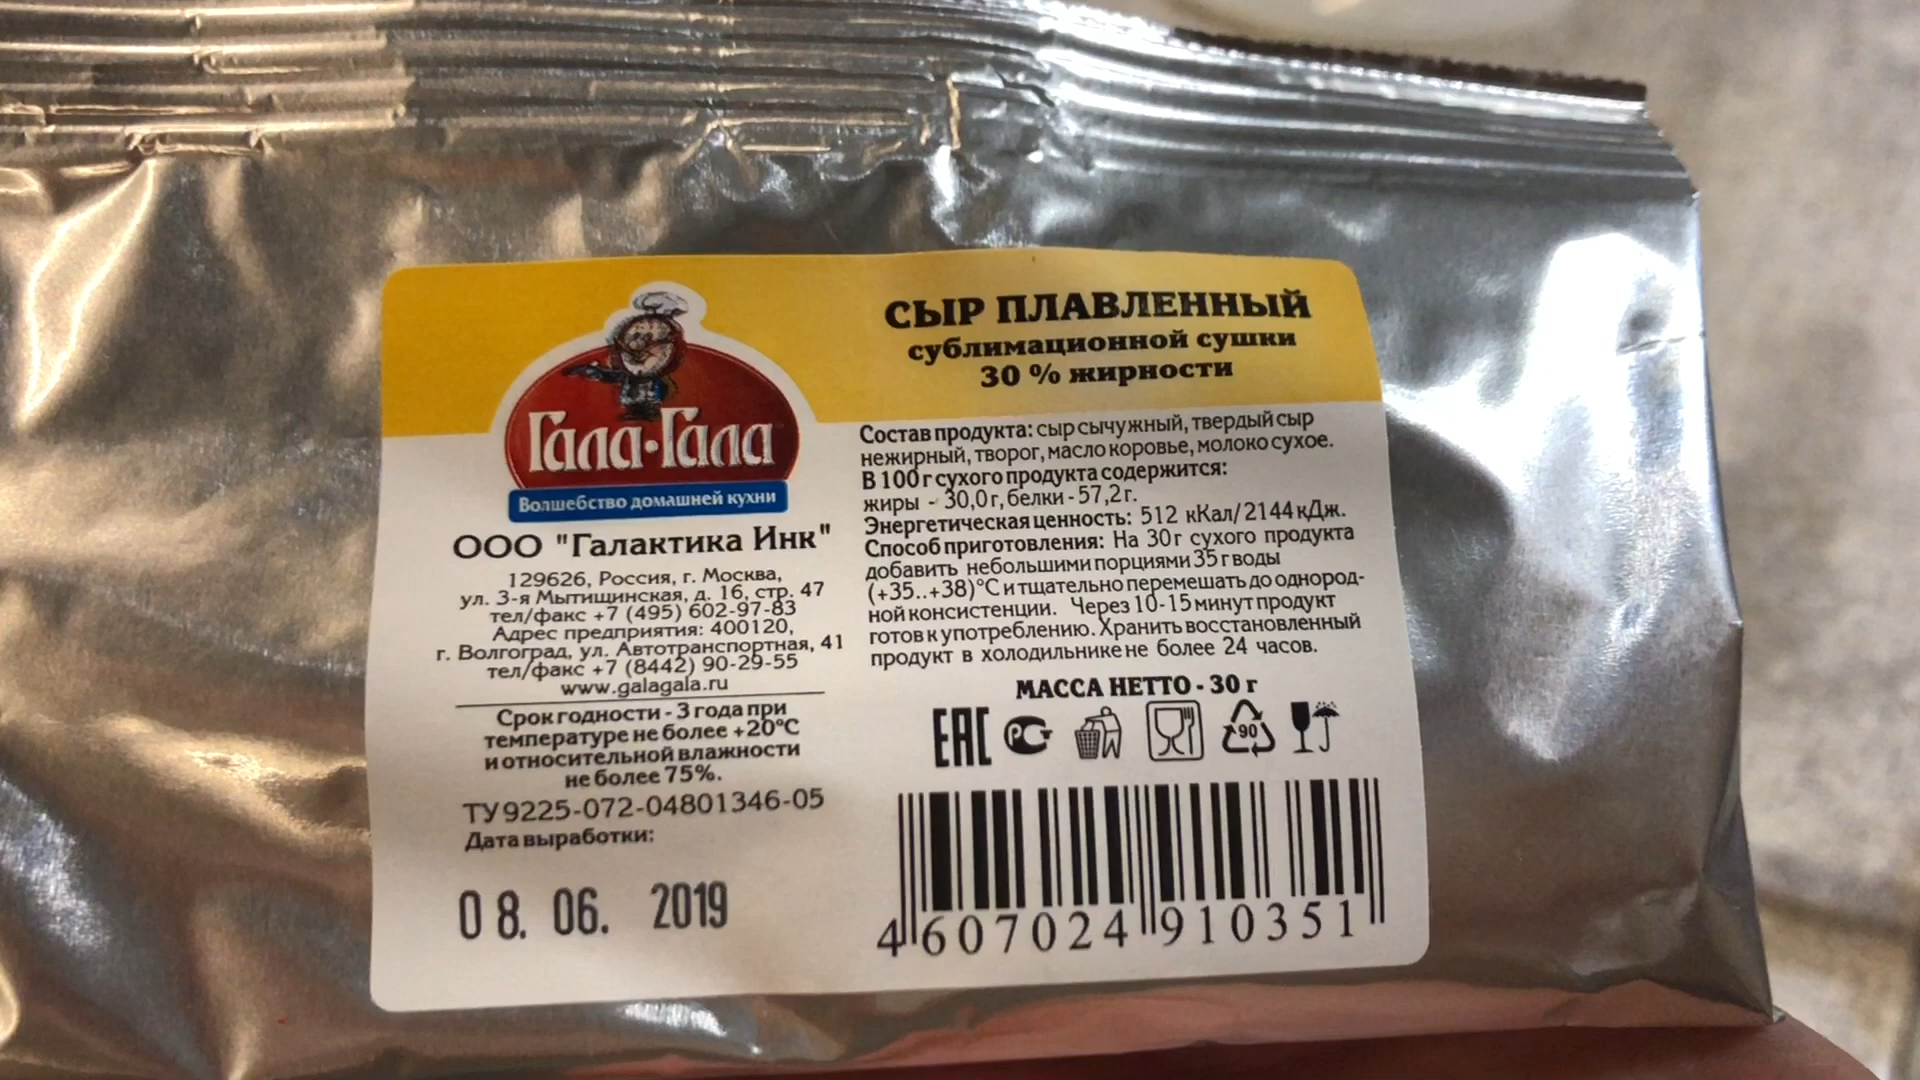 Гала-Гала
Волшебство домашней кухни
ООО "Галактика Инк"
129626, Россия, г. Москва,
ул. 3-я Мытищинская, д. 16, стр. 47
тел/факс +7 (495) 602-97-83
Адрес предприятия: 400120,
г. Волгоград, ул. Автотранспортная, 41
тел/факс +7 (8442) 90-29-55
www.galagala.ru
Срок годности - 3 года при
температуре не более +20°С
и относительной влажности
не более 75%.
ТУ 9225-072-04801346-05
Дата выработки:
08. 06. 2019
СЫР ПЛАВЛЕННЫЙ
сублимационной сушки
30 % жирности
Состав продукта: сыр сычужный, твердый сыр
нежирный, творог, масло коровье, молоко сухое.
В 100 г сухого продукта содержится:
жиры - 30,0 г, белки - 57,2 г.
Энергетическая ценность: 512 кКал/ 2144 кДж.
Способ приготовления: На 30 г сухого продукта
добавить небольшими порциями 35 г воды
(+35..+38)°С и тщательно перемешать до однород-
ной консистенции. Через 10-15 минут продукт
готов к употреблению. Хранить восстановленный
продукт в холодильнике не более 24 часов.
МАССА НЕТТО - 30 г
ЕАС РСТ 90
4 607024 910351